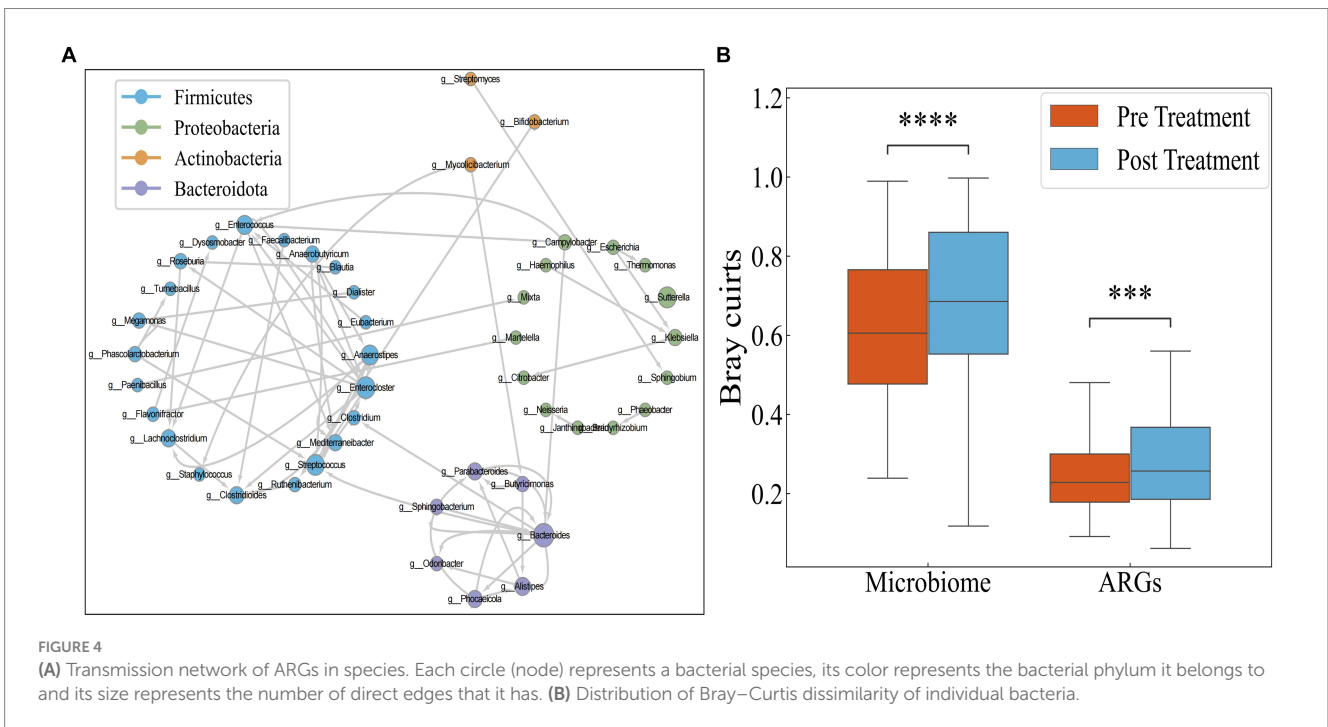 A
B
Firmicutes
Proteobacteria
Actinobacteria
Bacteroidota
g__Streptomyces
g__Bifidobacterium
g__Mycolicibacterium
g__Enterococcus
g__Dysosmobacter
g__Faecalibacterium
g__Anaerobutyricum
g__Roseburia
g__Blautia
g__Tumebacillus
g__Dialister
g__Megamonas
g__Eubacterium
g__Phascolarctobacterium
g__Anaerostipes
g__Paenibacillus
g__Enterocloster
g__Flavonifractor
g__Clostridium
g__Lachnoclostridium
g__Mediterraneibacter
g__Streptococcus
g__Staphylococcus
g__Ruthenibacterium
g__Clostridioides
g__Campylobacter
g__Escherichia
g__Haemophilus
g__Thermomonas
g__Mixta
g__Sutterella
g__Martelella
g__Klebsiella
g__Citrobacter
g__Sphingobium
g__Neisseria
g__Phaeobacter
g__Parabacteroides
g__Butyricimonas
g__Sphingobacterium
g__Bacteroides
g__Odoribacter
g__Alistipes
g__Phocaeicola
Pre Treatment
Post Treatment
****
***
Bray cuirts
1.2
1.0
0.8
0.6
0.4
0.2
Microbiome
ARGs
FIGURE 4
(A) Transmission network of ARGs in species. Each circle (node) represents a bacterial species, its color represents the bacterial phylum it belongs to
and its size represents the number of direct edges that it has. (B) Distribution of Bray–Curtis dissimilarity of individual bacteria.